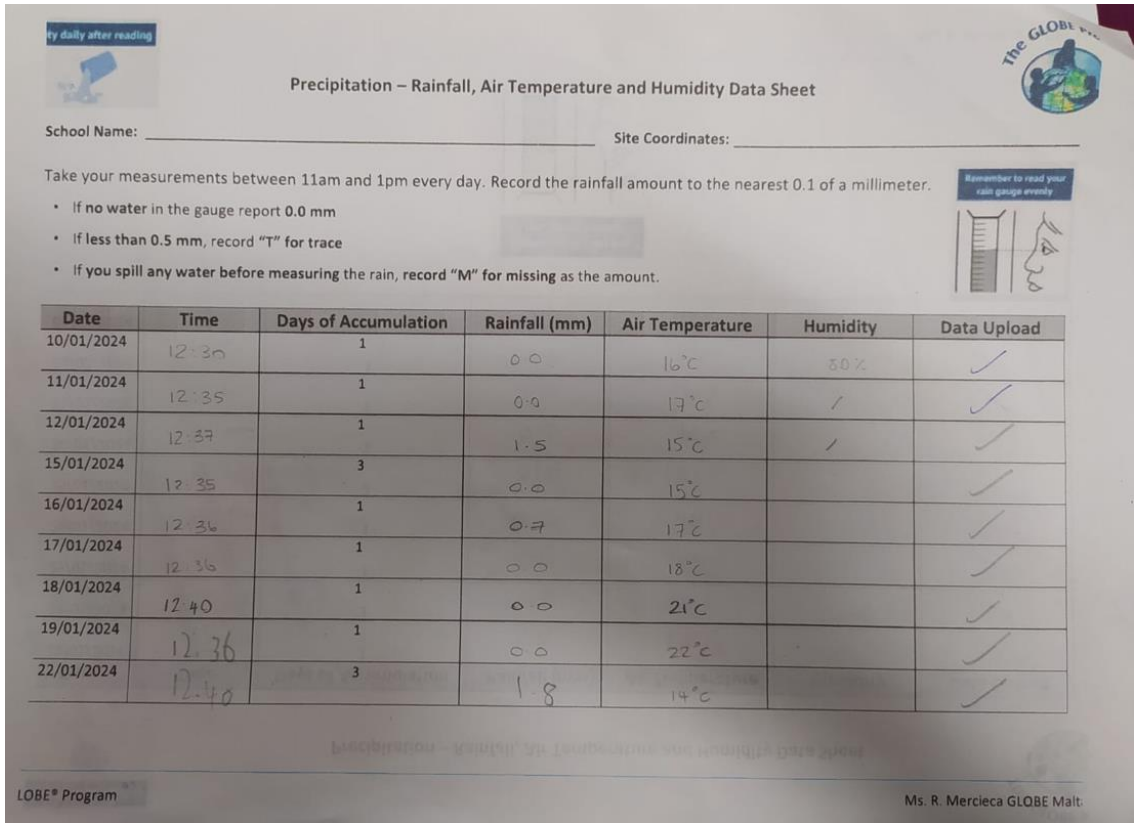 ty daily after reading
The GLOBE
Precipitation – Rainfall, Air Temperature and Humidity Data Sheet
School Name: Site Coordinates:
Take your measurements between 11am and 1pm every day. Record the rainfall amount to the nearest 0.1 of a millimeter.
Remember to read your
rain gauge evenly
• If no water in the gauge report 0.0 mm
• If less than 0.5 mm, record "T" for trace
• If you spill any water before measuring the rain, record "M" for missing as the amount.
Date Time Days of Accumulation Rainfall (mm) Air Temperature Humidity Data Upload
10/01/2024 12:30 1 0.0 16°C 80% ✓
11/01/2024 12:35 1 0.0 17°C / ✓
12/01/2024 12:37 1 1.5 15°C / ✓
15/01/2024 12:35 3 0.0 15°C ✓
16/01/2024 12:36 1 0.7 17°C ✓
17/01/2024 12:36 1 0.0 18°C ✓
18/01/2024 12 40 1 0.0 21°C ✓
19/01/2024 12.36 1 0.0 22°C ✓
22/01/2024 12.40 3 1.8 14°C ✓
LOBE® Program Ms. R. Mercieca GLOBE Malt